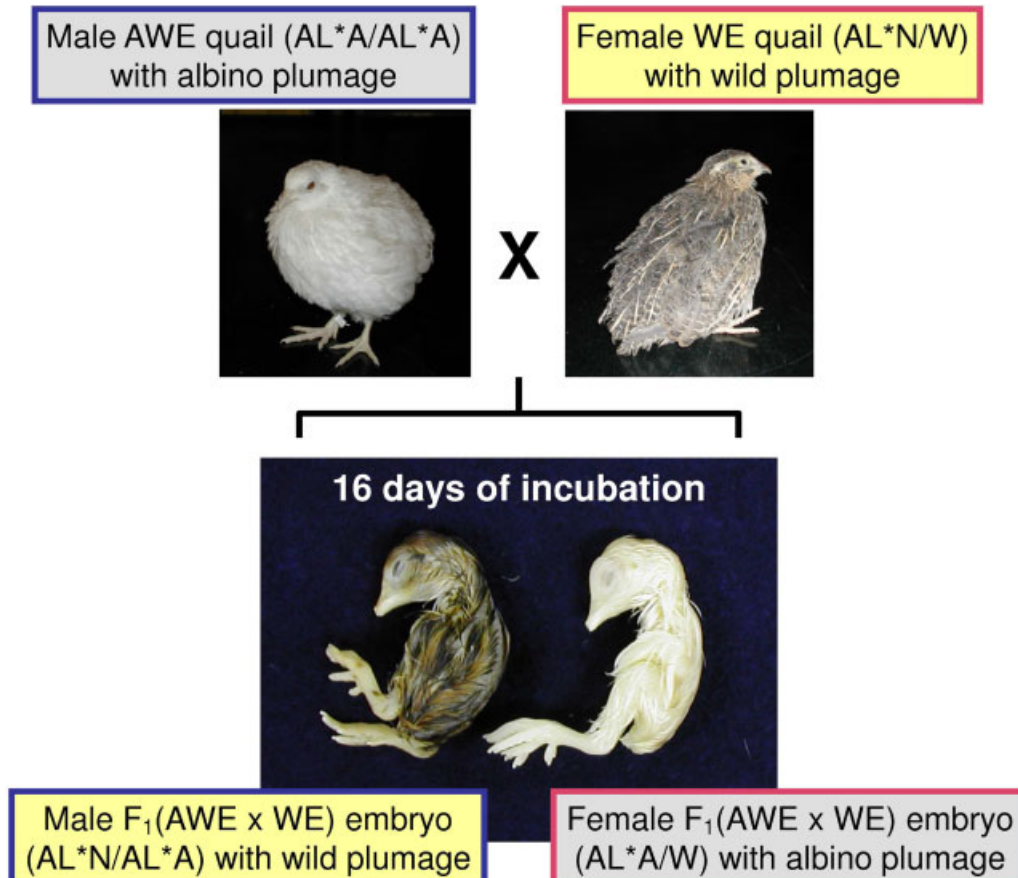 Male AWE quail (AL*A/AL*A)
with albino plumage
Female WE quail (AL*N/W)
with wild plumage
X
16 days of incubation
Male F₁(AWE x WE) embryo
(AL*N/AL*A) with wild plumage
Female F₁(AWE x WE) embryo
(AL*A/W) with albino plumage